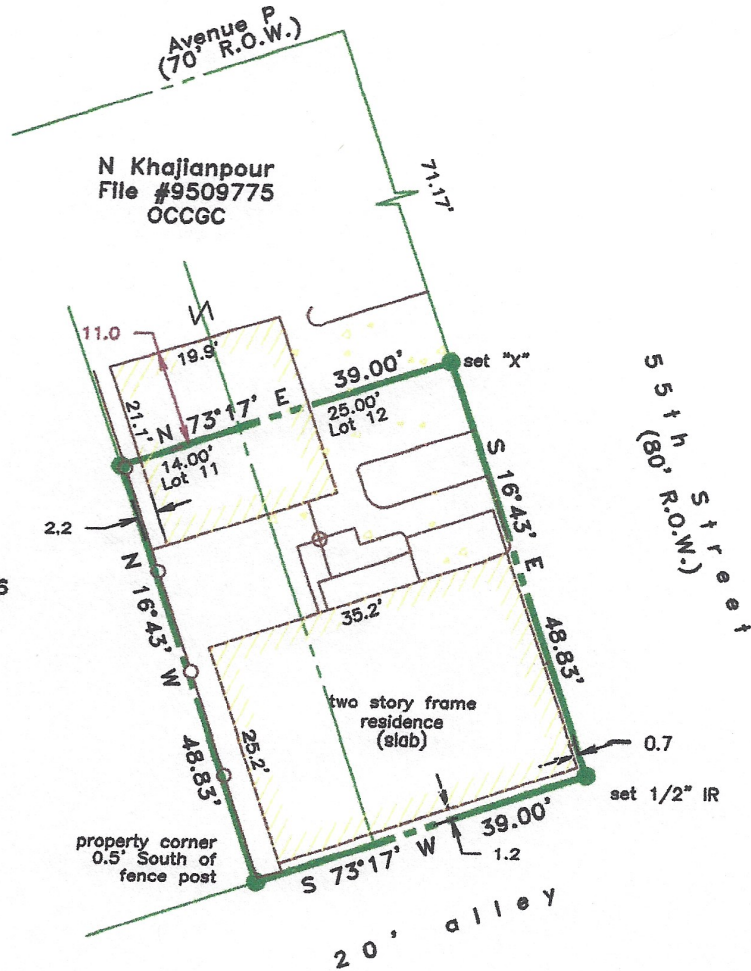 Avenue P
(70' R.O.W.)
N Khajianpour
File #9509775
OCCGC
71.17'
11.0
19.9'
21.1'
N 73°17' E
39.00'
set "X"
25.00'
Lot 12
14.00'
Lot 11
2.2
N 16°43' W
48.83'
S 16°43' E
48.83'
55th Street
(80' R.O.W.)
6
35.2'
two story frame
residence
(slab)
25.2'
0.7
set 1/2" IR
property corner
0.5' South of
fence post
S 73°17' W
39.00'
1.2
20' alley